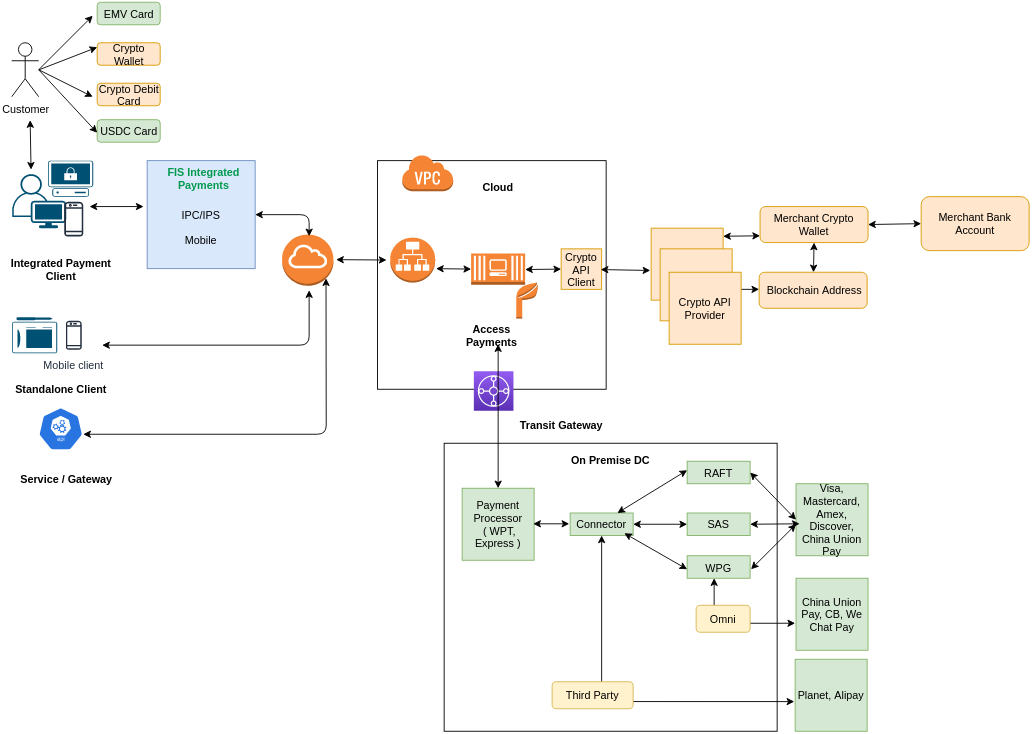 EMV Card
Crypto
Wallet
Crypto Debit
Card
USDC Card
Customer
FIS Integrated
Payments
IPC/IPS
Mobile
Integrated Payment
Client
Mobile client
Standalone Client
Service / Gateway
VPC
Cloud
Crypto
API
Client
Access
Payments
Transit Gateway
Crypto API
Provider
Merchant Crypto
Wallet
Blockchain Address
Merchant Bank
Account
On Premise DC
Payment
Processor
( WPT,
Express )
Connector
RAFT
SAS
WPG
Omni
Third Party
Visa,
Mastercard,
Amex,
Discover,
China Union
Pay
China Union
Pay, CB, We
Chat Pay
Planet, Alipay